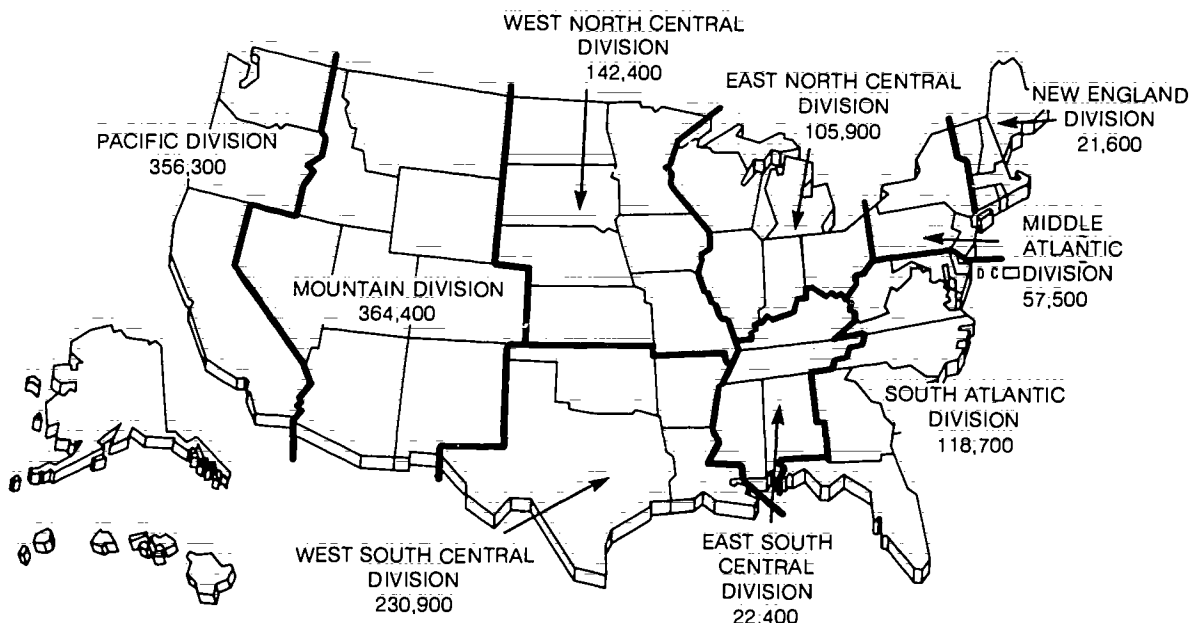 WEST NORTH CENTRAL
DIVISION
142,400
EAST NORTH CENTRAL
DIVISION
105,900
NEW ENGLAND
DIVISION
21,600
PACIFIC DIVISION
356,300
MIDDLE
ATLANTIC
DIVISION
57,500
MOUNTAIN DIVISION
364,400
SOUTH ATLANTIC
DIVISION
118,700
WEST SOUTH CENTRAL
DIVISION
230,900
EAST SOUTH
CENTRAL
DIVISION
22,400